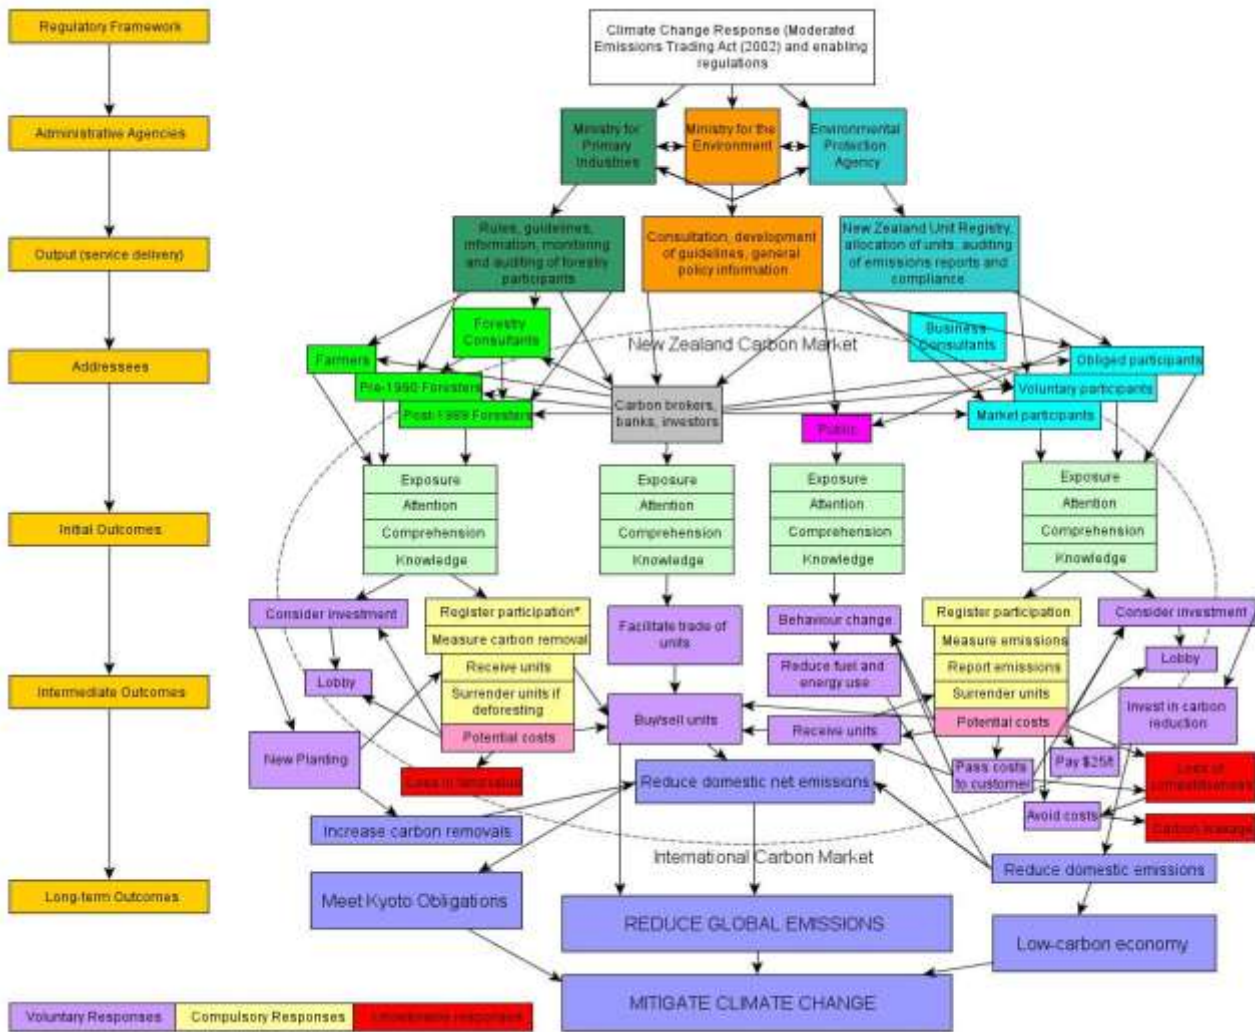 Regulatory Framework
Administrative Agencies
Output (service delivery)
Addressees
Initial Outcomes
Intermediate Outcomes
Long-term Outcomes
Climate Change Response (Moderated
Emissions Trading Act (2002) and enabling
regulations
Ministry for
Primary
Industries
Ministry for the
Environment
Environmental
Protection
Agency
Rules, guidelines,
information, monitoring
and auditing of forestry
participants
Consultation, development
of guidelines, general
policy information
New Zealand Unit Registry,
allocation of units, auditing
of emissions reports and
compliance
Forestry
Consultants
New Zealand Carbon Market
Business
Consultants
Farmers
Pre-1990 Foresters
Post-1989 Foresters
Carbon brokers,
banks, investors
Public
Obliged participants
Voluntary participants
Market participants
Exposure
Attention
Comprehension
Knowledge
Exposure
Attention
Comprehension
Knowledge
Exposure
Attention
Comprehension
Knowledge
Exposure
Attention
Comprehension
Knowledge
Consider investment
Lobby
New Planting
Register participation*
Measure carbon removal
Receive units
Surrender units if
deforesting
Potential costs
Loss in land value
Facilitate trade of
units
Buy/sell units
Behaviour change
Reduce fuel and
energy use
Receive units
Register participation
Measure emissions
Report emissions
Surrender units
Potential costs
Consider investment
Lobby
Invest in carbon
reduction
Pass costs
to customer
Pay $25/t
Loss of
competitiveness
Avoid costs
Carbon leakage
Reduce domestic net emissions
Increase carbon removals
International Carbon Market
Reduce domestic emissions
Meet Kyoto Obligations
REDUCE GLOBAL EMISSIONS
Low-carbon economy
MITIGATE CLIMATE CHANGE
Voluntary Responses
Compulsory Responses
responses